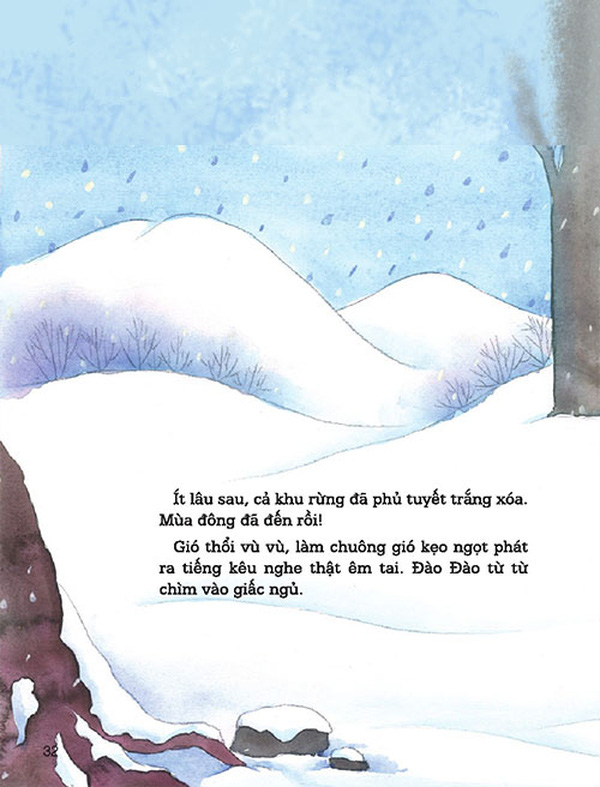 Ít lâu sau, cả khu rừng đã phủ tuyết trắng xóa.
Mùa đông đã đến rồi!
Gió thổi vù vù, làm chuông gió kẹo ngọt phát
ra tiếng kêu nghe thật êm tai. Đào Đào từ từ
chìm vào giấc ngủ.
32